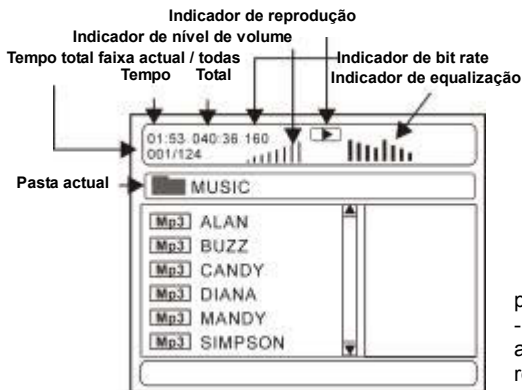 Indicador de reprodução
Indicador de nível de volume
Tempo total faixa actual / todas
Indicador de bit rate
Tempo Total
Indicador de equalização
01:53 040:36 160
001/124
Pasta actual
MUSIC
Mp3 ALAN
Mp3 BUZZ
Mp3 CANDY
Mp3 DIANA
Mp3 MANDY
Mp3 SIMPSON
p
-
a